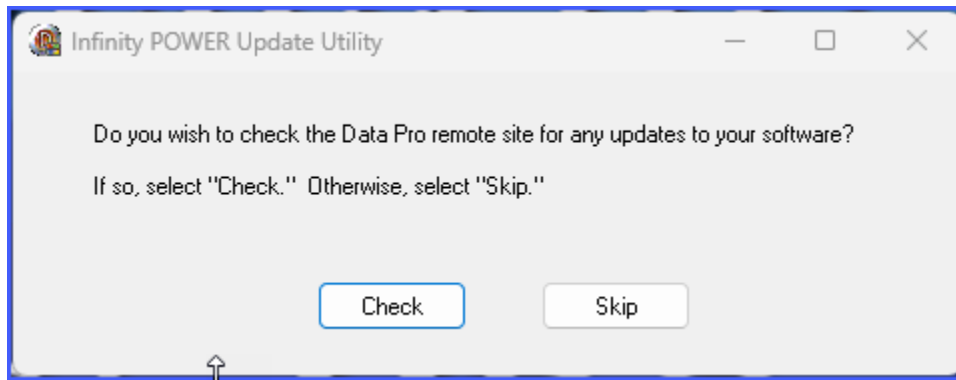 Infinity POWER Update Utility
Do you wish to check the Data Pro remote site for any updates to your software?
If so, select "Check."  Otherwise, select "Skip."
Check Skip